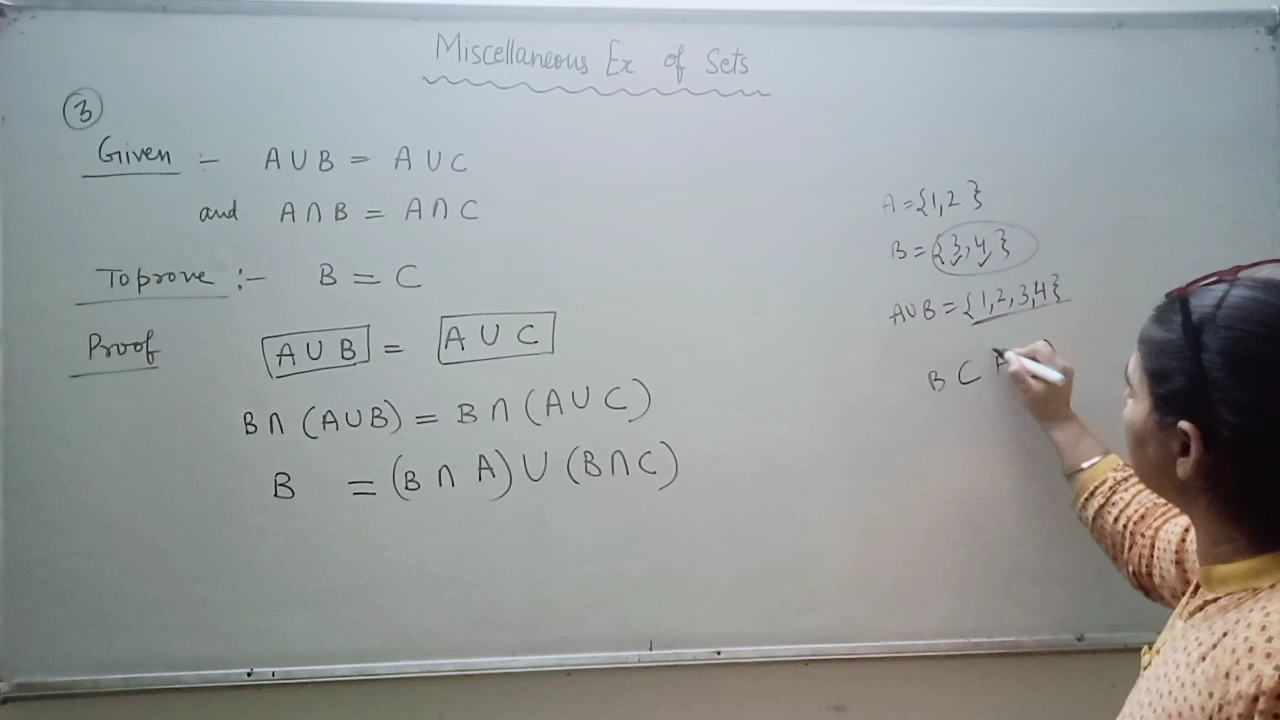 Miscellaneous Ex of Sets
3
Given :- A ∪ B = A ∪ C
and A ∩ B = A ∩ C
To prove :- B = C
Proof A ∪ B = A ∪ C
B ∩ (A ∪ B) = B ∩ (A ∪ C)
B = (B ∩ A) ∪ (B ∩ C)
A = {1, 2}
B = {3, 4}
A ∪ B = {1, 2, 3, 4}
B ⊂ A